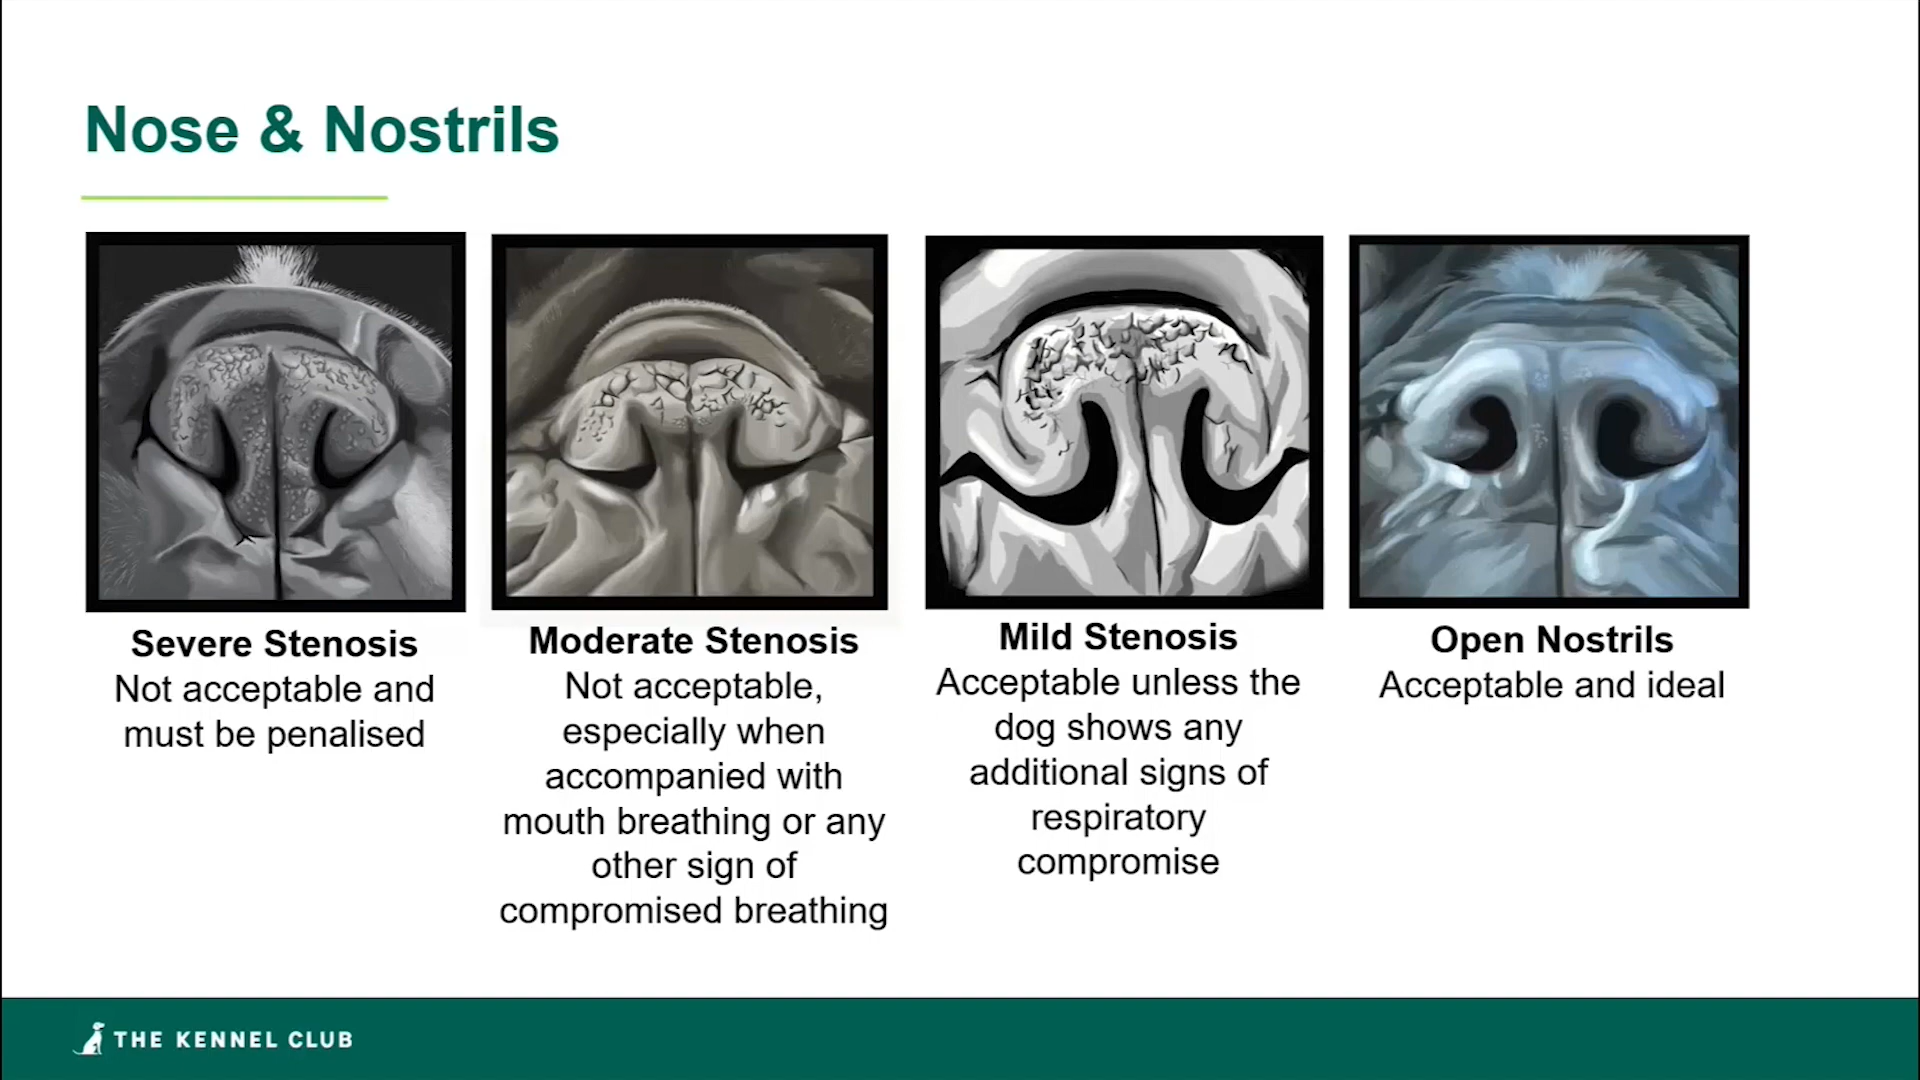 Nose & Nostrils
Severe Stenosis
Not acceptable and
must be penalised
Moderate Stenosis
Not acceptable,
especially when
accompanied with
mouth breathing or any
other sign of
compromised breathing
Mild Stenosis
Acceptable unless the
dog shows any
additional signs of
respiratory
compromise
Open Nostrils
Acceptable and ideal
THE KENNEL CLUB